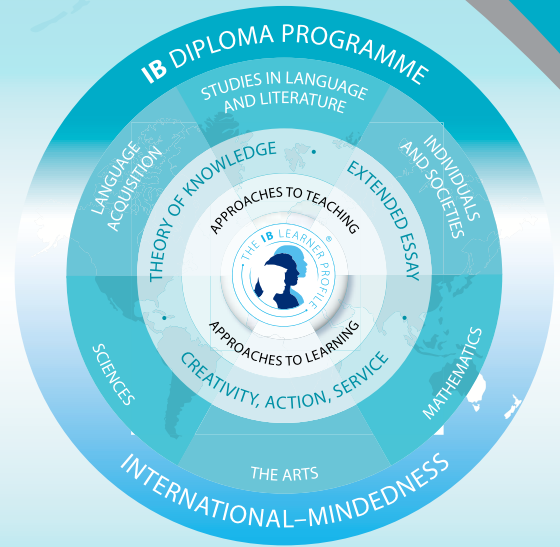 IB DIPLOMA PROGRAMME
STUDIES IN LANGUAGE
AND LITERATURE
LANGUAGE
ACQUISITION
INDIVIDUALS
AND SOCIETIES
THEORY OF KNOWLEDGE
EXTENDED ESSAY
APPROACHES TO TEACHING
THE IB LEARNER PROFILE ®
APPROACHES TO LEARNING
CREATIVITY, ACTION, SERVICE
SCIENCES
MATHEMATICS
THE ARTS
INTERNATIONAL–MINDEDNESS